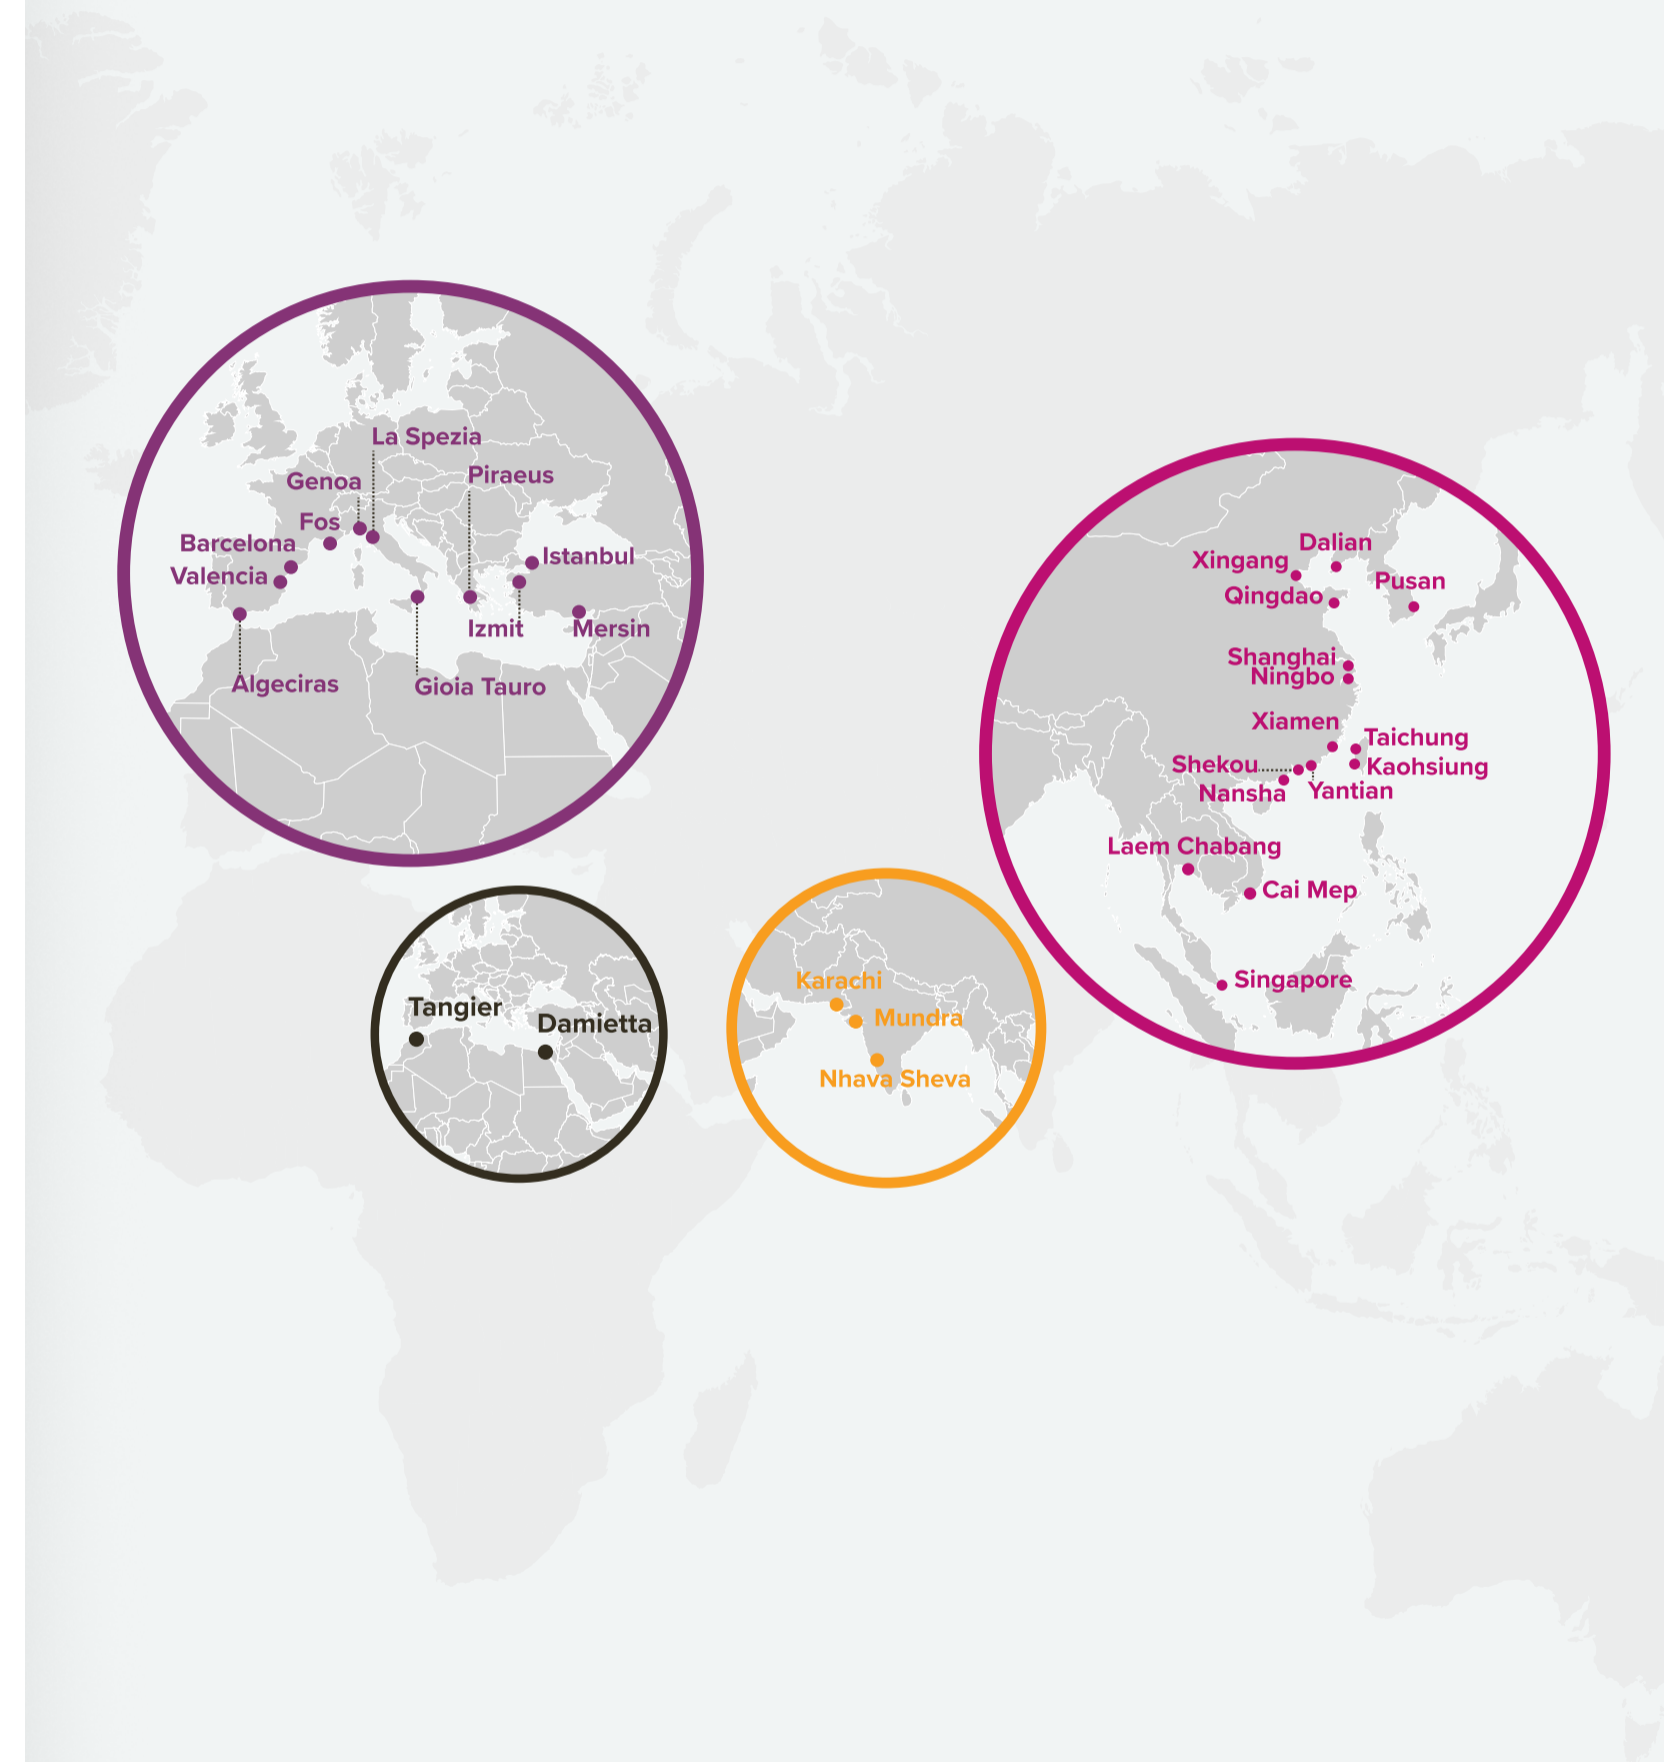 La Spezia
Piraeus
Genoa
Fos
Barcelona
Istanbul
Valencia
Izmit
Mersin
Algeciras
Gioia Tauro
Tangier
Damietta
Karachi
Mundra
Nhava Sheva
Dalian
Xingang
Pusan
Qingdao
Shanghai
Ningbo
Xiamen
Taichung
Shekou
Kaohsiung
Nansha
Yantian
Laem Chabang
Cai Mep
Singapore